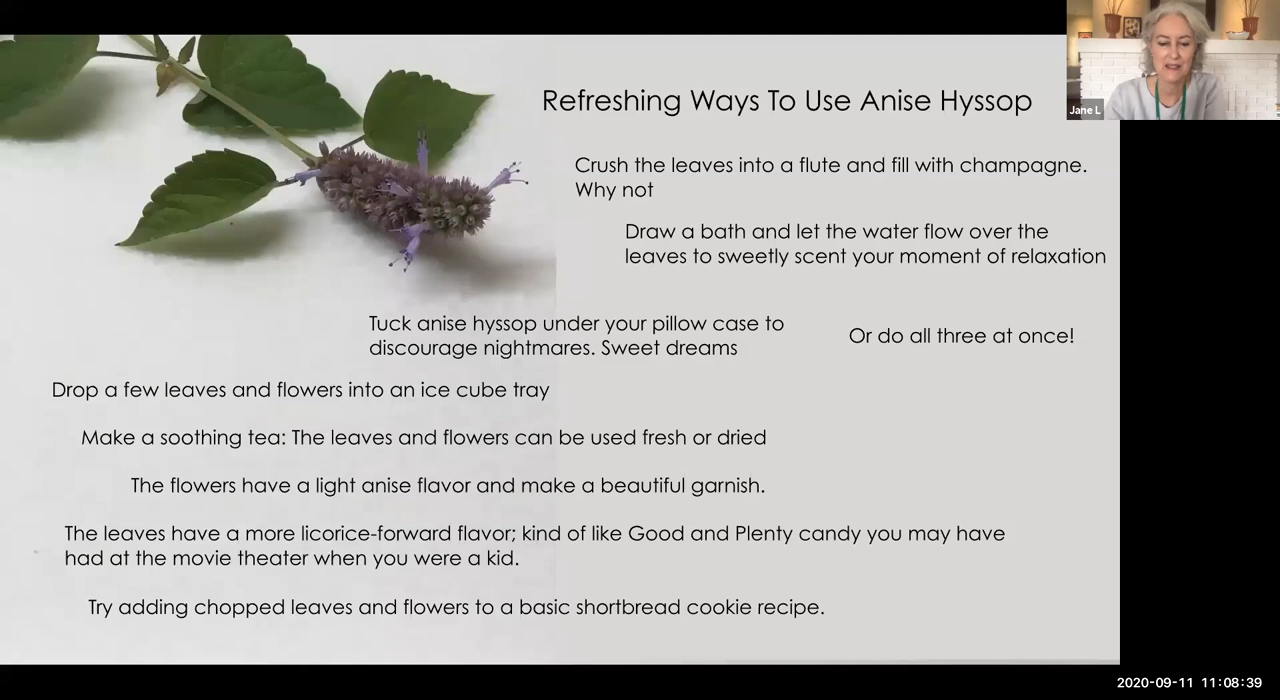 Refreshing Ways To Use Anise Hyssop
Jane L
Crush the leaves into a flute and fill with champagne.
Why not
Draw a bath and let the water flow over the
leaves to sweetly scent your moment of relaxation
Tuck anise hyssop under your pillow case to
discourage nightmares. Sweet dreams
Or do all three at once!
Drop a few leaves and flowers into an ice cube tray
Make a soothing tea: The leaves and flowers can be used fresh or dried
The flowers have a light anise flavor and make a beautiful garnish.
The leaves have a more licorice-forward flavor; kind of like Good and Plenty candy you may have
had at the movie theater when you were a kid.
Try adding chopped leaves and flowers to a basic shortbread cookie recipe.
2020-09-11 11:08:39